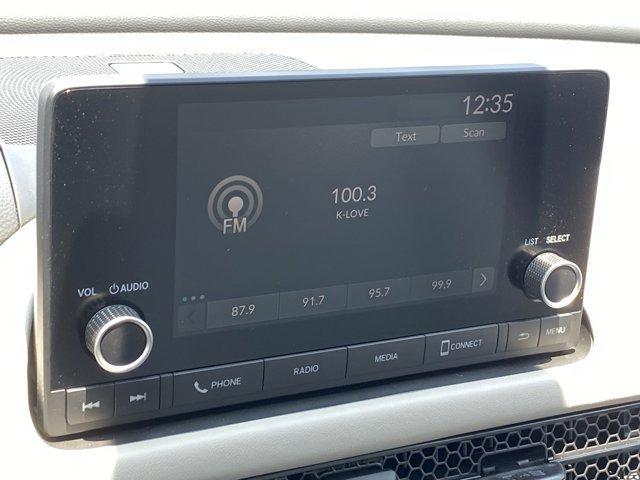 12:35
Text Scan
100.3
K-LOVE
FM
87.9 91.7 95.7 99.9
VOL AUDIO
LIST SELECT
PHONE RADIO MEDIA CONNECT MENU